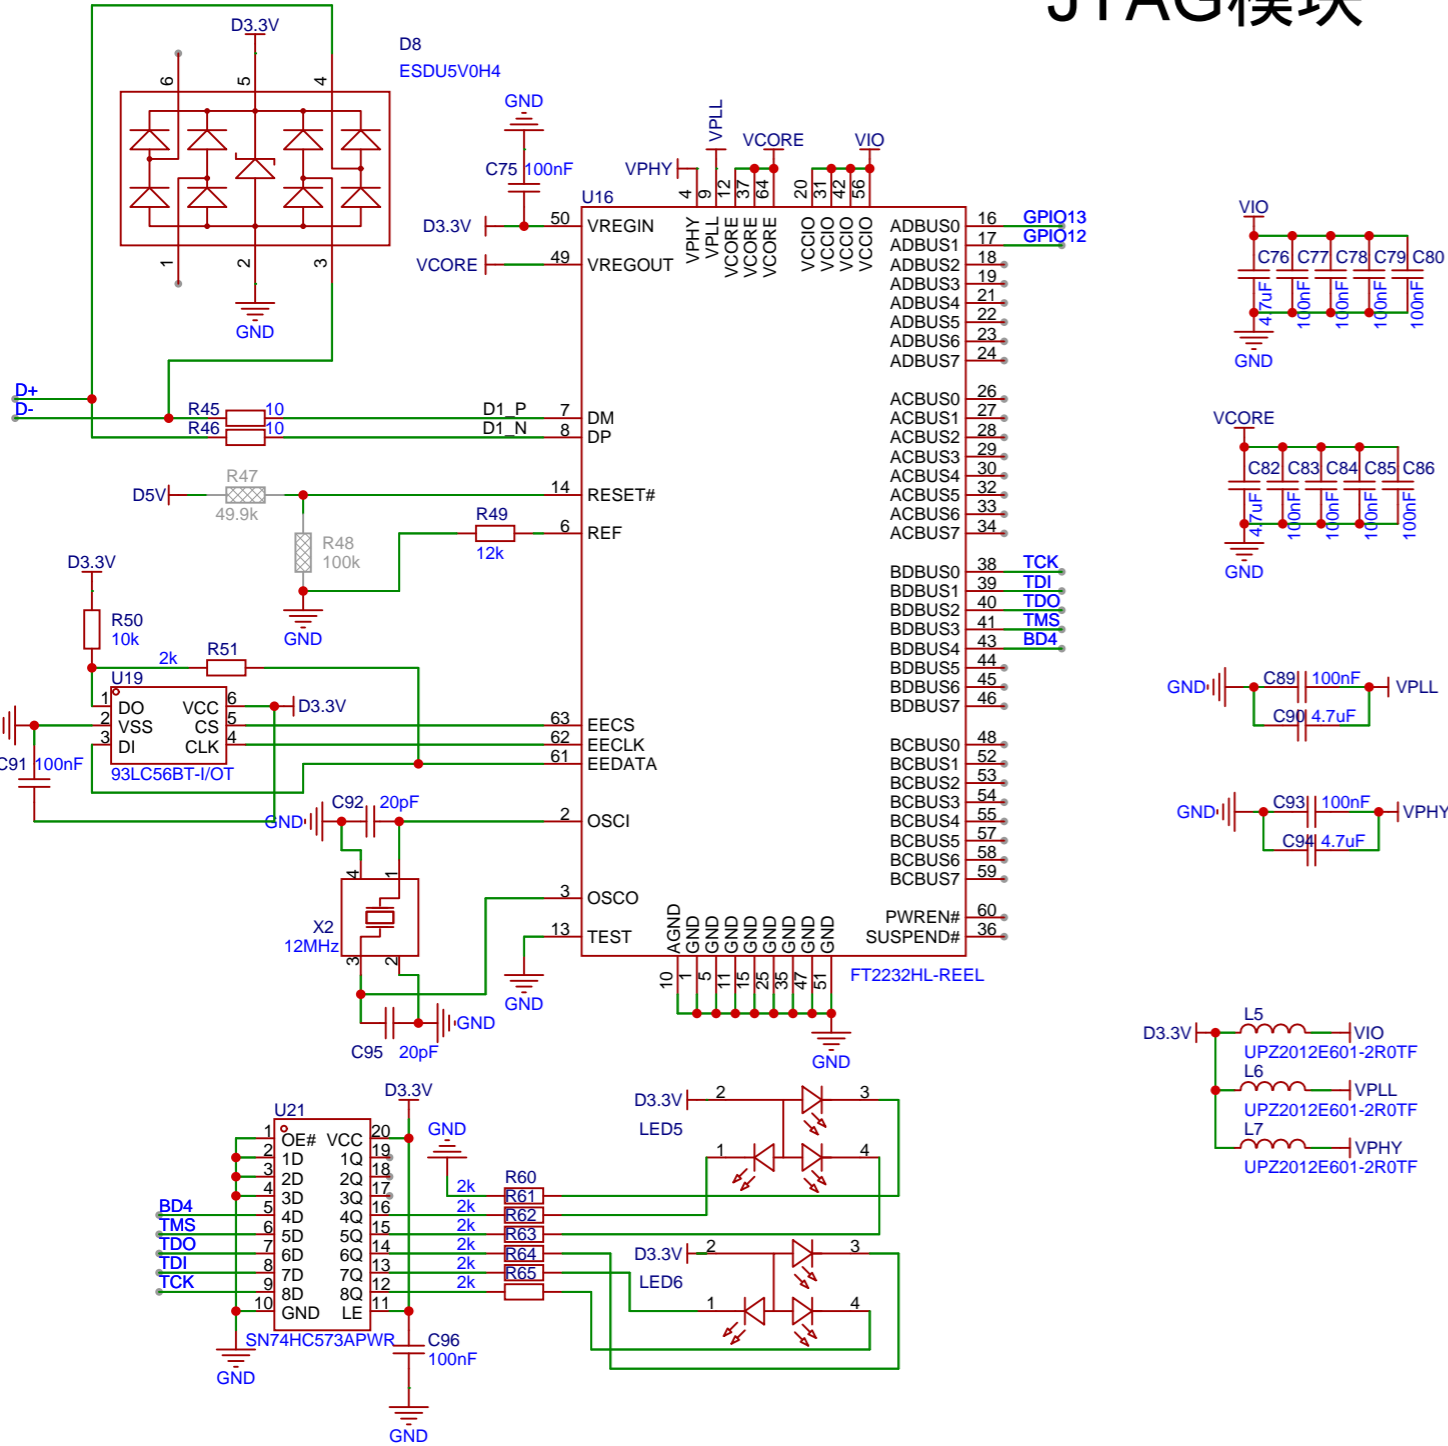 JTAG模块
D3.3V
D8
ESDU5V0H4
6
5
4
1
2
3
GND
GND
C75 100nF
D3.3V
VCORE
VPHY
VPLL
VCORE
VIO
4
9
12
37
64
20
31
42
56
U16
VPHY
VPLL
VCORE
VCORE
VCORE
VCCIO
VCCIO
VCCIO
VCCIO
50 VREGIN
49 VREGOUT
ADBUS0 16 GPIO13
ADBUS1 17 GPIO12
ADBUS2 18
ADBUS3 19
ADBUS4 21
ADBUS5 22
ADBUS6 23
ADBUS7 24
ACBUS0 26
ACBUS1 27
ACBUS2 28
ACBUS3 29
ACBUS4 30
ACBUS5 32
ACBUS6 33
ACBUS7 34
BDBUS0 38 TCK
BDBUS1 39 TDI
BDBUS2 40 TDO
BDBUS3 41 TMS
BDBUS4 43 BD4
BDBUS5 44
BDBUS6 45
BDBUS7 46
BCBUS0 48
BCBUS1 52
BCBUS2 53
BCBUS3 54
BCBUS4 55
BCBUS5 57
BCBUS6 58
BCBUS7 59
PWREN# 60
SUSPEND# 36
FT2232HL-REEL
D+
D-
R45 10 D1_P 7 DM
R46 10 D1_N 8 DP
D5V
R47
49.9k
14 RESET#
R48
100k
R49
12k
6 REF
GND
D3.3V
R50
10k
2k R51
U19
1 DO
2 VSS
3 DI
VCC 6
CS 5
CLK 4
D3.3V
93LC56BT-I/OT
C91 100nF
63 EECS
62 EECLK
61 EEDATA
GND
C92 20pF
2 OSCI
4
1
X2
12MHz
3
2
3 OSCO
13 TEST
GND
C95 20pF
GND
AGND
GND
GND
GND
GND
GND
GND
GND
GND
10
1
5
11
15
25
35
47
51
GND
VIO
C76 C77 C78 C79 C80
4.7uF
100nF
100nF
100nF
100nF
GND
VCORE
C82 C83 C84 C85 C86
4.7uF
100nF
100nF
100nF
100nF
GND
GND
C89 100nF
VPLL
C90 4.7uF
GND
C93 100nF
VPHY
C94 4.7uF
D3.3V
L5
VIO
UPZ2012E601-2R0TF
L6
VPLL
UPZ2012E601-2R0TF
L7
VPHY
UPZ2012E601-2R0TF
D3.3V
U21
1 OE# VCC 20
2 1D 1Q 19
3 2D 2Q 18
4 3D 3Q 17
BD4 5 4D 4Q 16
TMS 6 5D 5Q 15
TDO 7 6D 6Q 14
TDI 8 7D 7Q 13
TCK 9 8D 8Q 12
10 GND LE 11
SN74HC573APWR
GND
C96
100nF
GND
GND
2k R60
2k R61
2k R62
2k R63
2k R64
2k R65
D3.3V 2 3
LED5
1 4
D3.3V 2 3
LED6
1 4